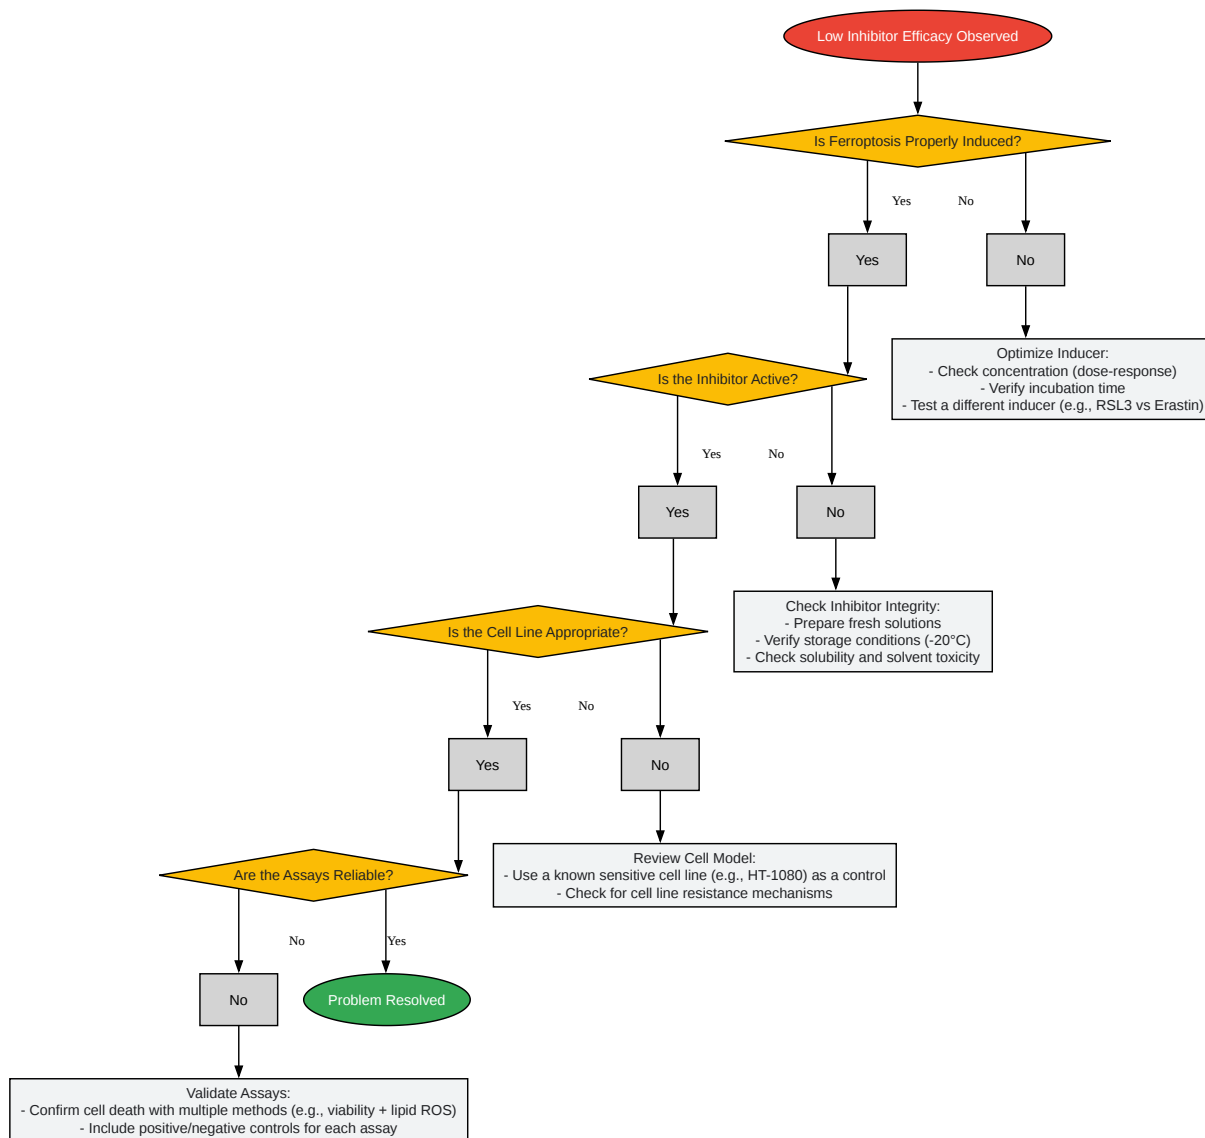 Low Inhibitor Efficacy Observed
Is Ferroptosis Properly Induced?
Yes
No
Yes
No
Optimize Inducer:
- Check concentration (dose-response)
- Verify incubation time
- Test a different inducer (e.g., RSL3 vs Erastin)
Is the Inhibitor Active?
Yes
No
Yes
No
Check Inhibitor Integrity:
- Prepare fresh solutions
- Verify storage conditions (-20°C)
- Check solubility and solvent toxicity
Is the Cell Line Appropriate?
Yes
No
Yes
No
Review Cell Model:
- Use a known sensitive cell line (e.g., HT-1080) as a control
- Check for cell line resistance mechanisms
Are the Assays Reliable?
No
Yes
No
Problem Resolved
Validate Assays:
- Confirm cell death with multiple methods (e.g., viability + lipid ROS)
- Include positive/negative controls for each assay